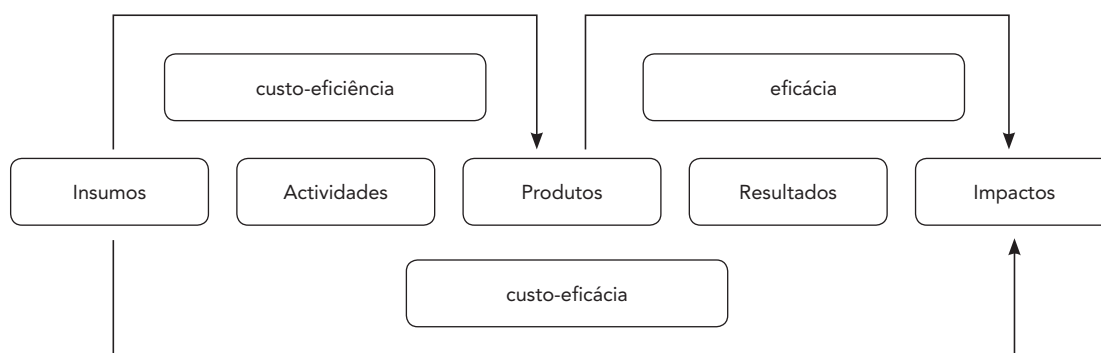 custo-eficiência
eficácia
Insumos
Actividades
Produtos
Resultados
Impactos
custo-eficácia